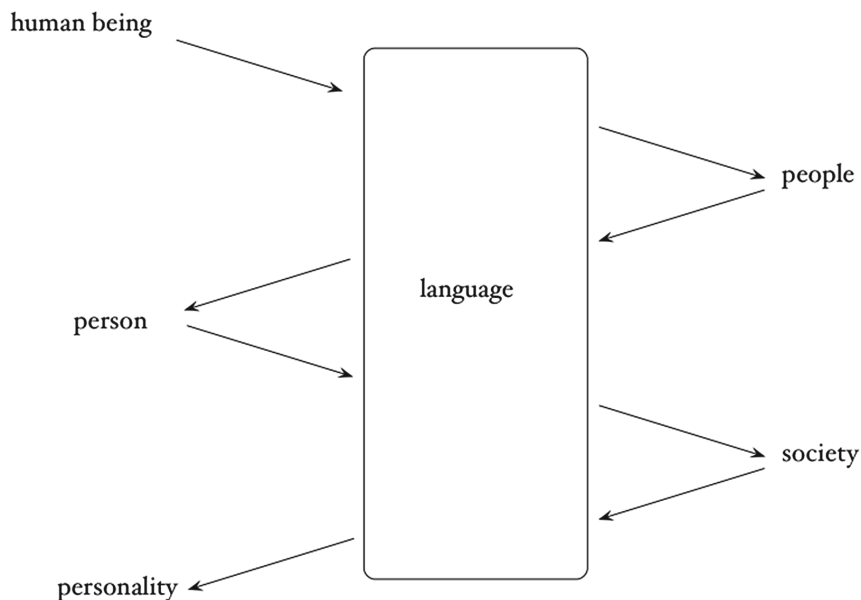 human being
people
language
person
society
personality